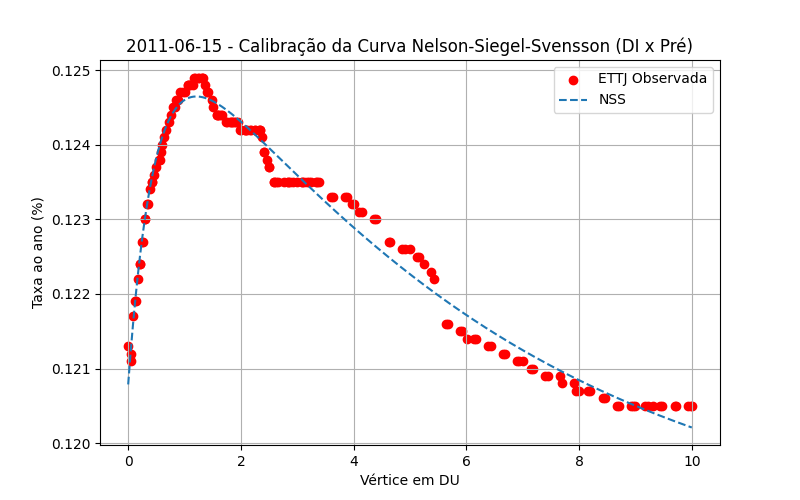 2011-06-15 - Calibração da Curva Nelson-Siegel-Svensson (DI x Pré)
ETTJ Observada
NSS
Taxa ao ano (%)
0.125
0.124
0.123
0.122
0.121
0.120
0 2 4 6 8 10
Vértice em DU